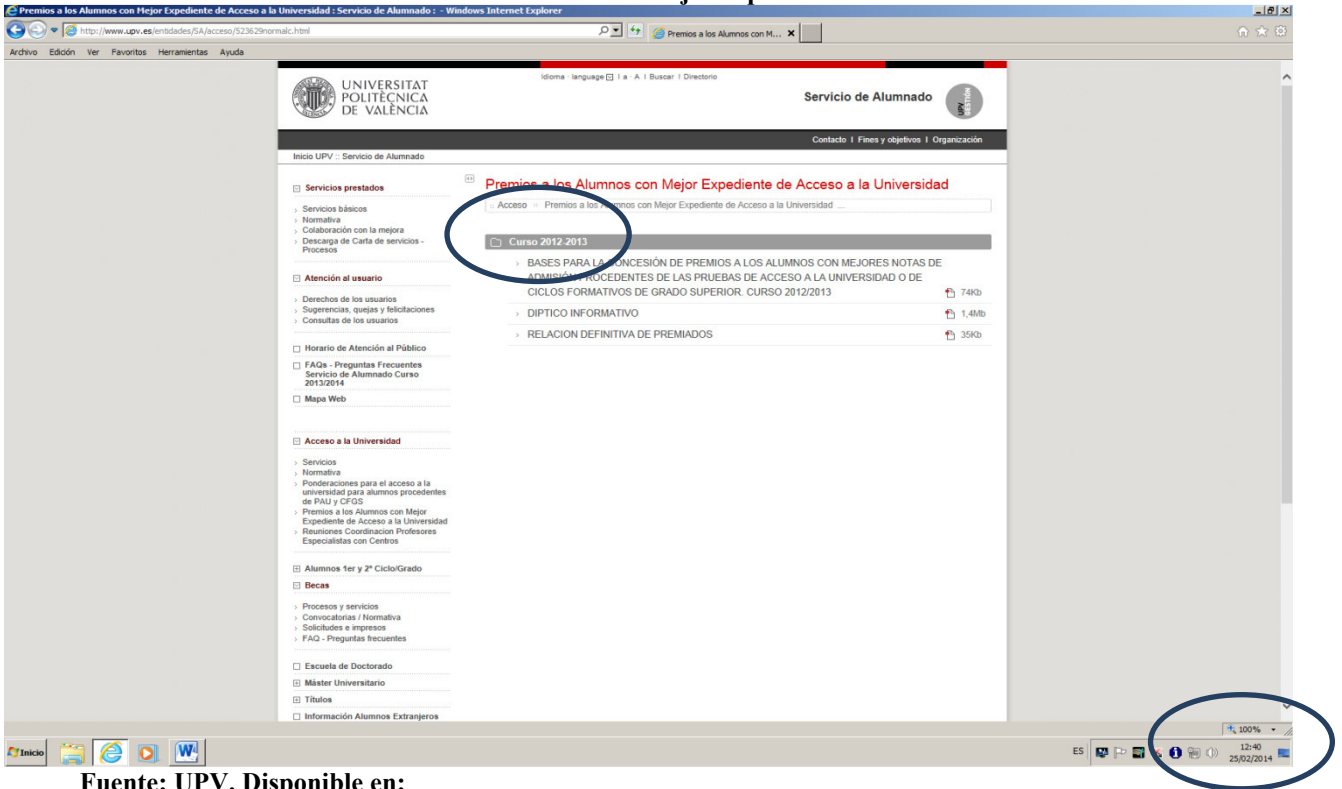 Premios a los Alumnos con Mejor Expediente de Acceso a la Universidad : Servicio de Alumnado : - Windows Internet Explorer
http://www.upv.es/entidades/SA/acceso/523629normalc.html
Premios a los Alumnos con M...
Archivo Edición Ver Favoritos Herramientas Ayuda
UNIVERSITAT
POLITÈCNICA
DE VALÈNCIA
Idioma · language | a · A | Buscar | Directorio
Servicio de Alumnado
UPV
GESTIÓN
Contacto | Fines y objetivos | Organización
Inicio UPV :: Servicio de Alumnado
Servicios prestados
Servicios básicos
Normativa
Colaboración con la mejora
Descarga de Carta de servicios -
Procesos
Atención al usuario
Derechos de los usuarios
Sugerencias, quejas y felicitaciones
Consultas de los usuarios
Horario de Atención al Público
FAQs - Preguntas Frecuentes
Servicio de Alumnado Curso
2013/2014
Mapa Web
Acceso a la Universidad
Servicios
Normativa
Ponderaciones para el acceso a la
universidad para alumnos procedentes
de PAU y CFGS
Premios a los Alumnos con Mejor
Expediente de Acceso a la Universidad
Reuniones Coordinacion Profesores
Especialistas con Centros
Alumnos 1er y 2º Ciclo/Grado
Becas
Procesos y servicios
Convocatorias / Normativa
Solicitudes e impresos
FAQ - Preguntas frecuentes
Escuela de Doctorado
Máster Universitario
Títulos
Información Alumnos Extranjeros
Premios a los Alumnos con Mejor Expediente de Acceso a la Universidad
Acceso :: Premios a los Alumnos con Mejor Expediente de Acceso a la Universidad ...
Curso 2012-2013
BASES PARA LA CONCESIÓN DE PREMIOS A LOS ALUMNOS CON MEJORES NOTAS DE
ADMISIÓN PROCEDENTES DE LAS PRUEBAS DE ACCESO A LA UNIVERSIDAD O DE
CICLOS FORMATIVOS DE GRADO SUPERIOR. CURSO 2012/2013 74Kb
DIPTICO INFORMATIVO 1,4Mb
RELACION DEFINITIVA DE PREMIADOS 35Kb
100%
Inicio
ES
12:40
25/02/2014
Fuente: UPV. Disponible en: